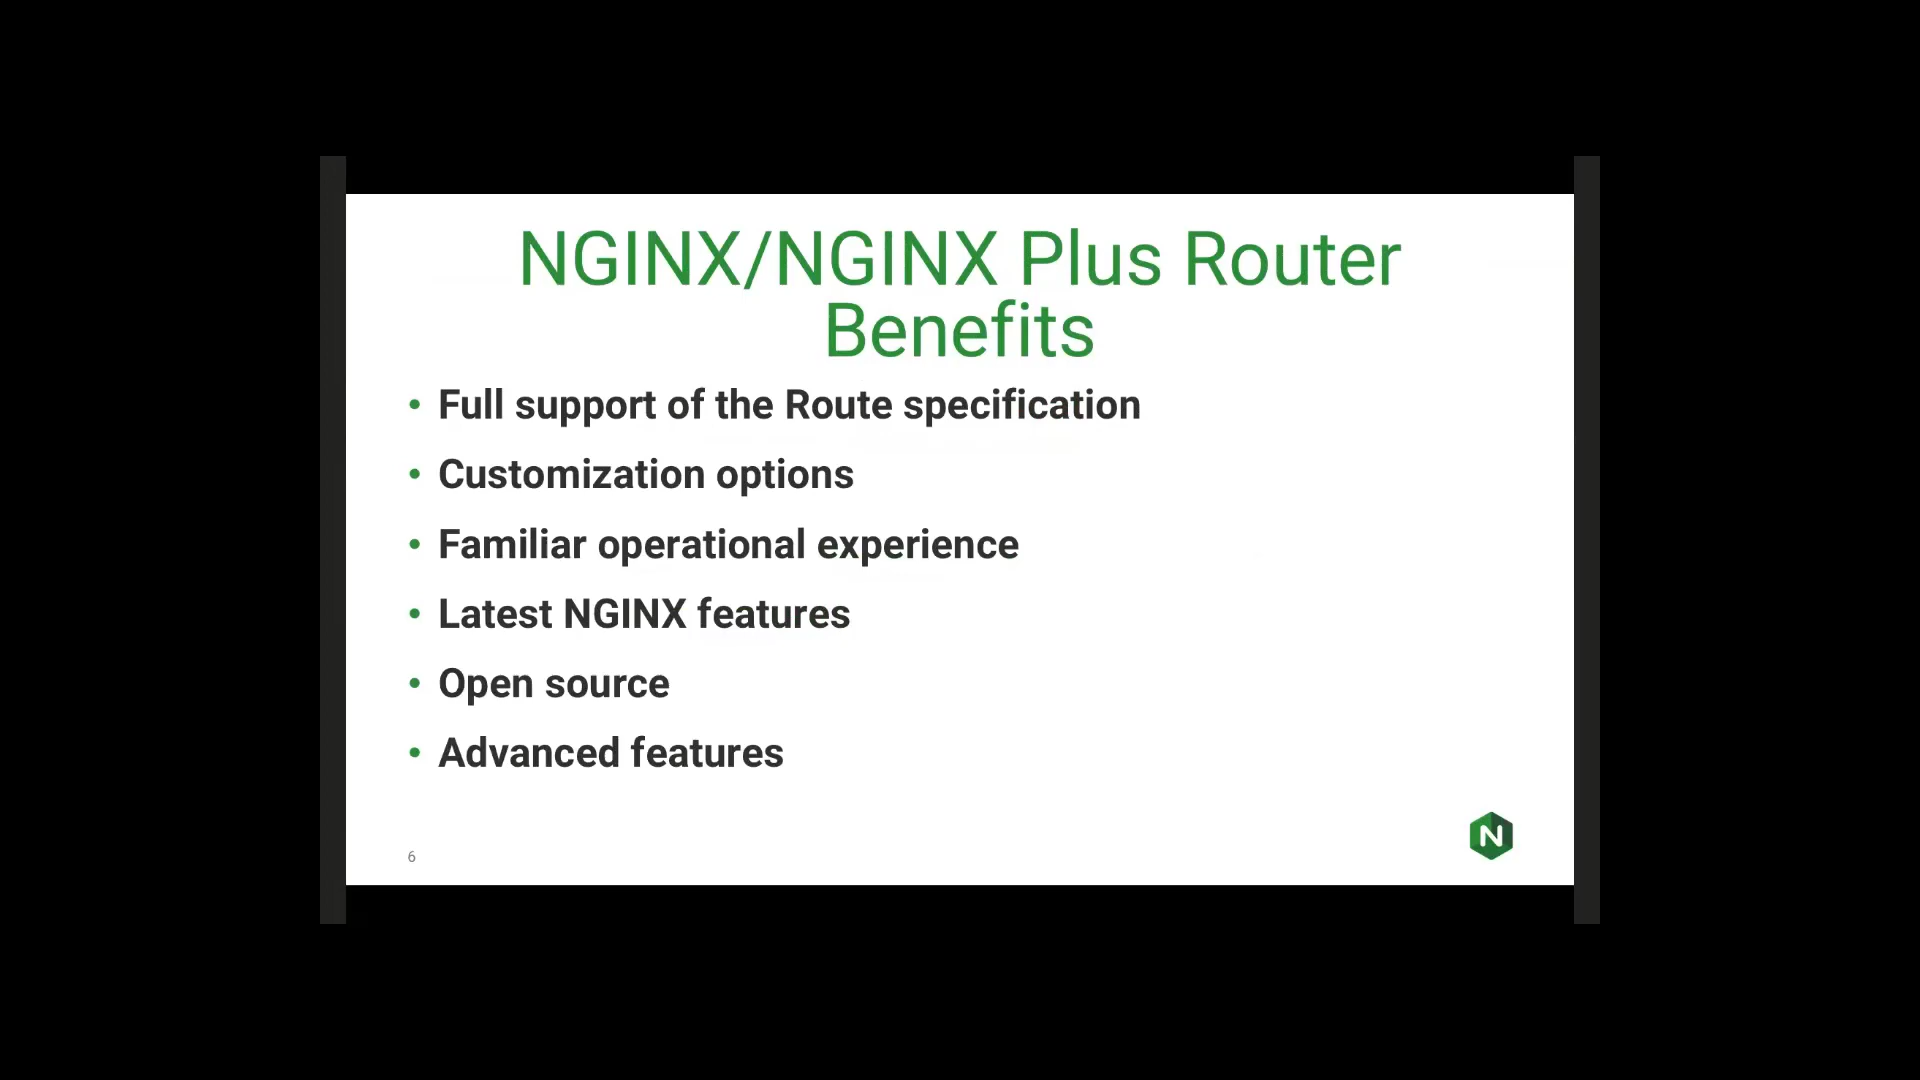 NGINX/NGINX Plus Router
Benefits
• Full support of the Route specification
• Customization options
• Familiar operational experience
• Latest NGINX features
• Open source
• Advanced features
6
N